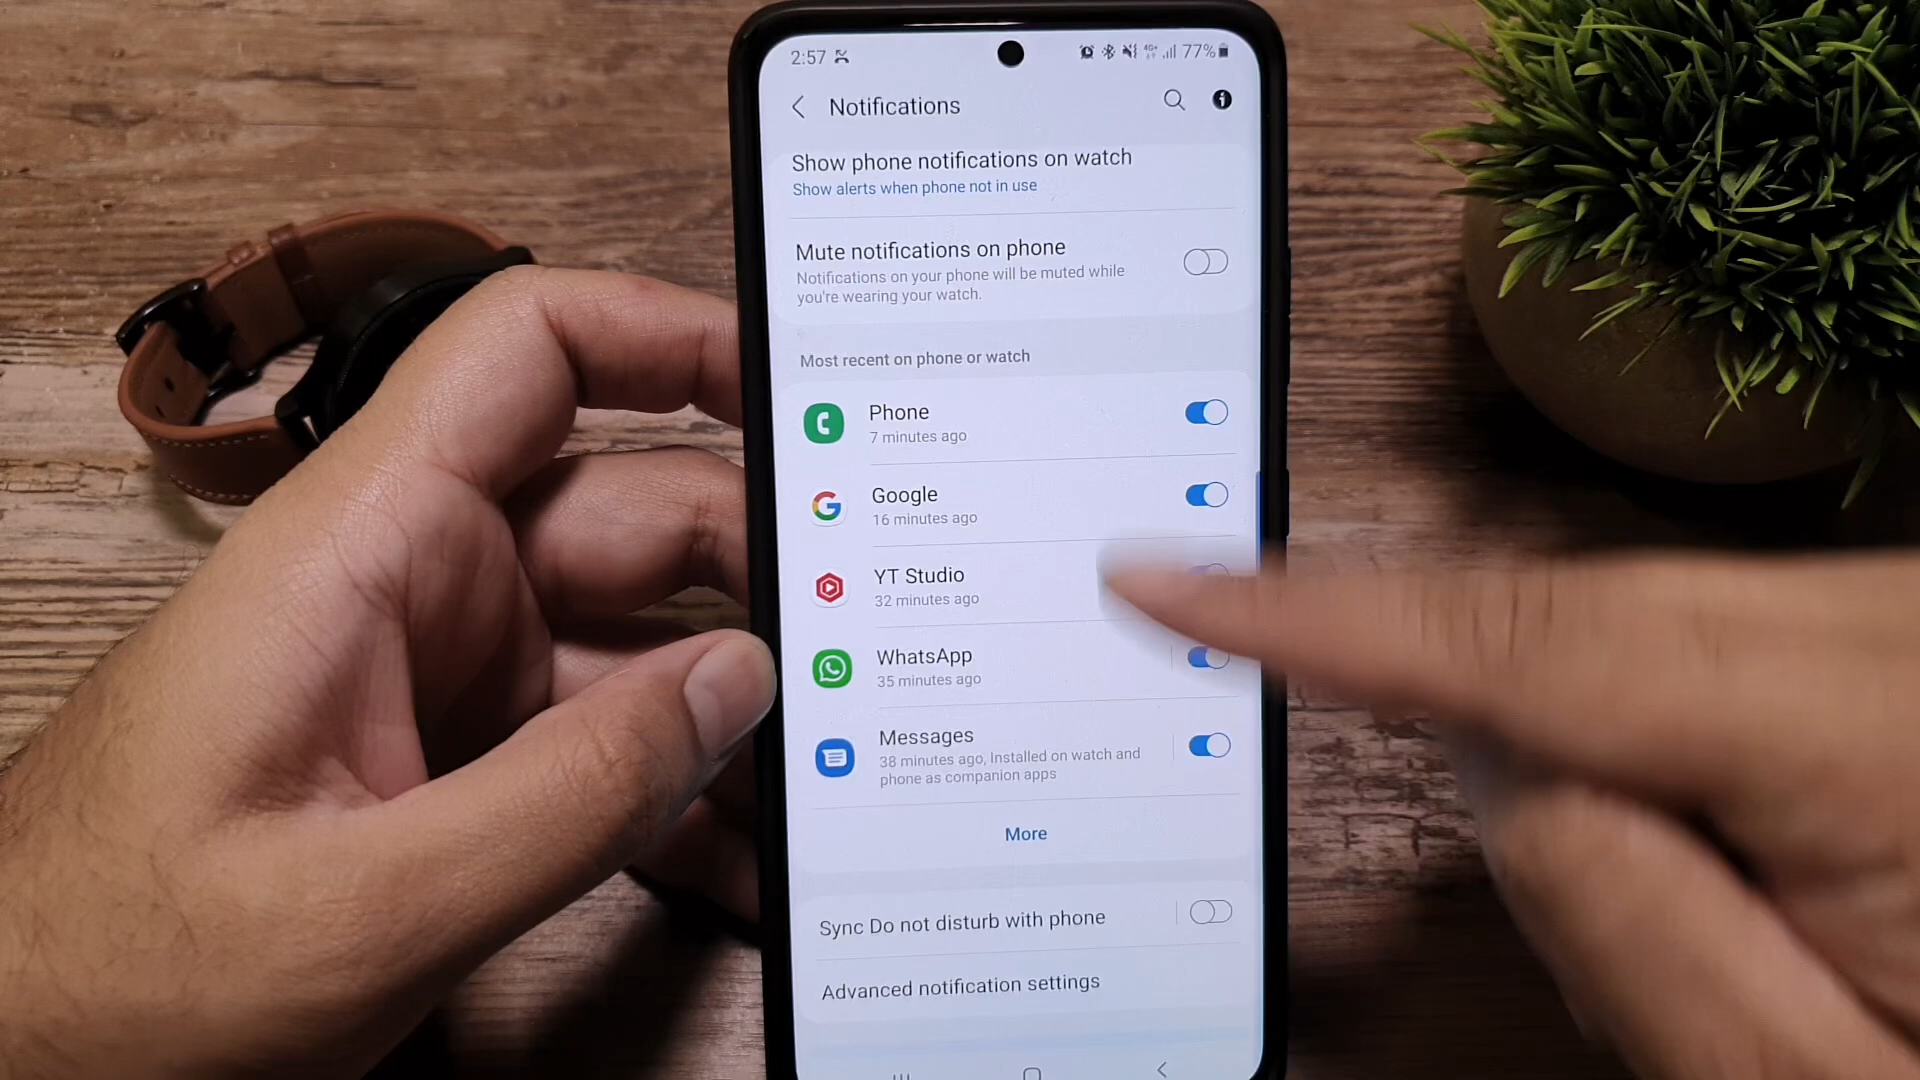 2:57
4G+
77%
Notifications
Show phone notifications on watch
Show alerts when phone not in use
Mute notifications on phone
Notifications on your phone will be muted while
you're wearing your watch.
Most recent on phone or watch
Phone
7 minutes ago
Google
16 minutes ago
YT Studio
32 minutes ago
WhatsApp
35 minutes ago
Messages
38 minutes ago, Installed on watch and
phone as companion apps
More
Sync Do not disturb with phone
Advanced notification settings